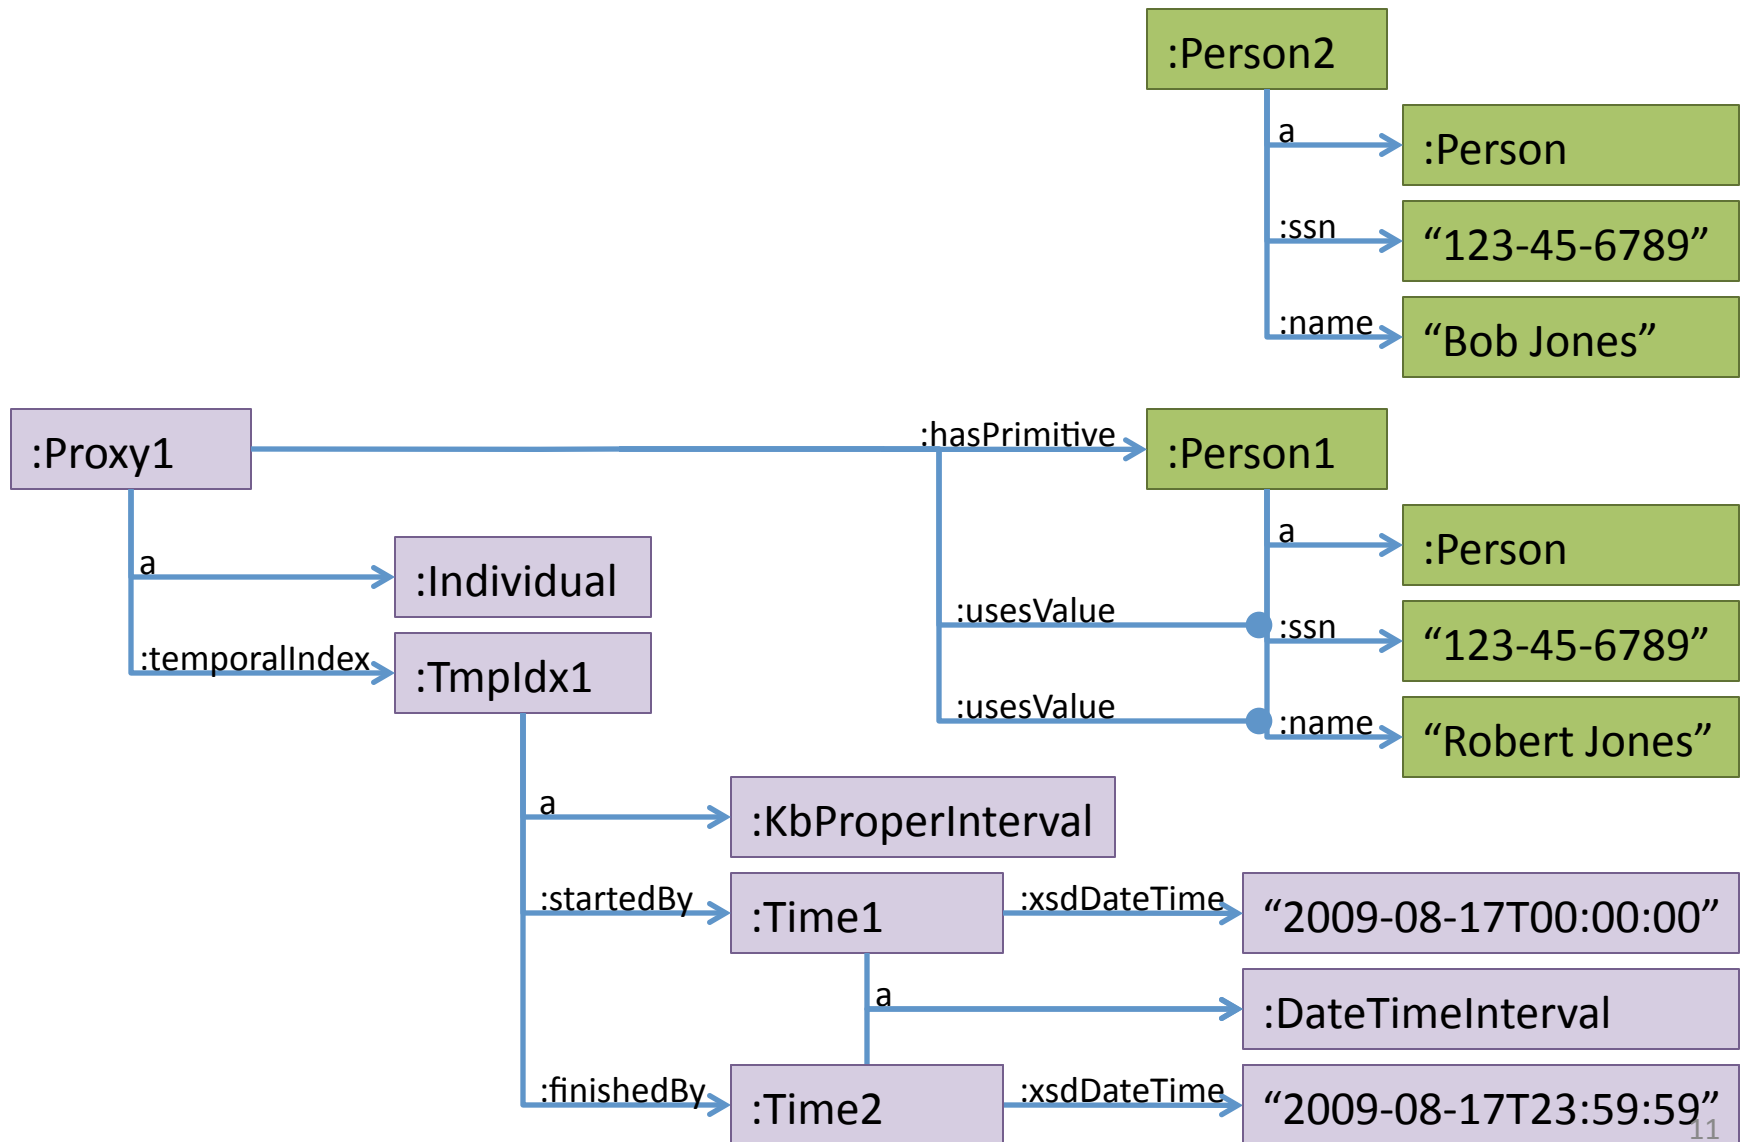 :Person2
a
:Person
:ssn
“123-45-6789”
:name
“Bob Jones”
:Proxy1
:hasPrimitive
:Person1
a
:Person
a
:Individual
:usesValue
:ssn
“123-45-6789”
:temporalIndex
:TmpIdx1
:usesValue
:name
“Robert Jones”
a
:KbProperInterval
:startedBy
:Time1
:xsdDateTime
“2009-08-17T00:00:00”
a
:DateTimeInterval
:finishedBy
:Time2
:xsdDateTime
“2009-08-17T23:59:59”
11